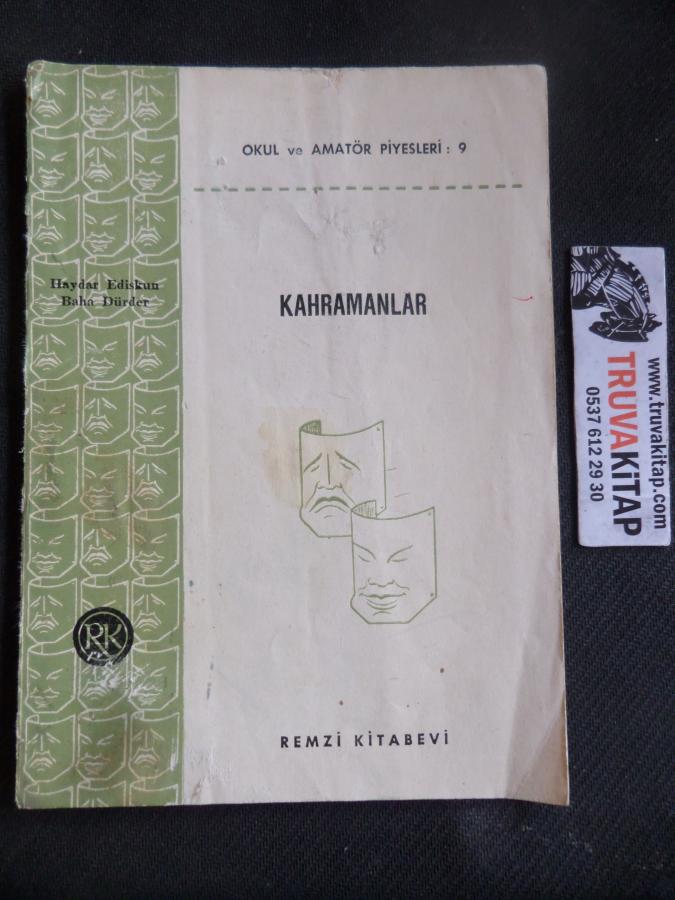 OKUL ve AMATÖR PİYESLERİ : 9
Haydar Ediskun
Baha Dürder
KAHRAMANLAR
RK
REMZİ KİTABEVİ
www.truvakitap.com
TRUVAKiTAP
0537 612 29 30